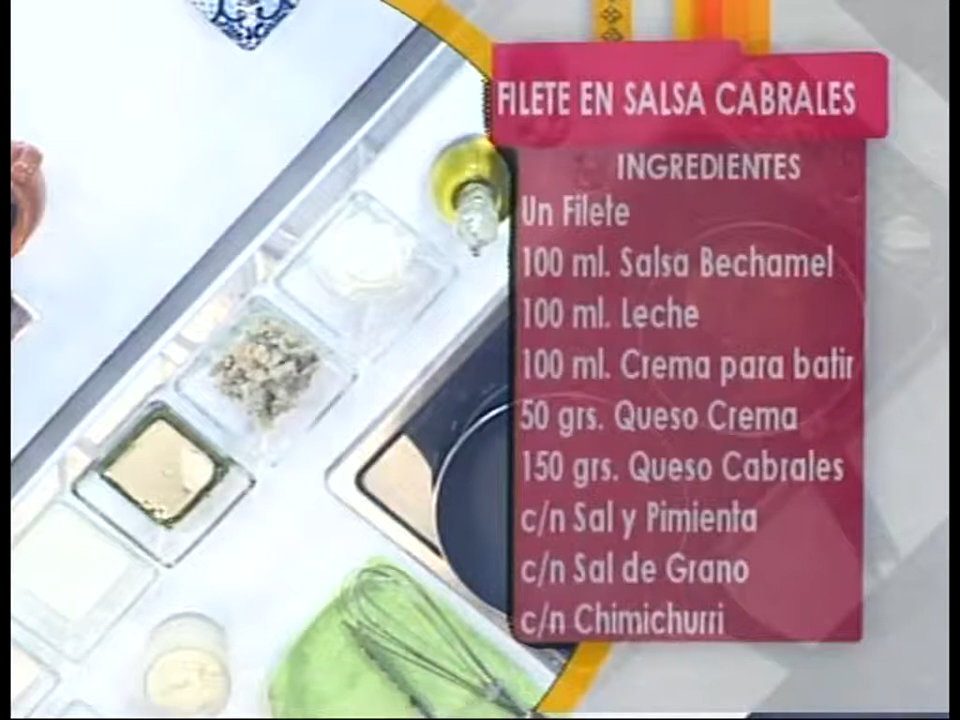 FILETE EN SALSA CABRALES
INGREDIENTES
Un Filete
100 ml. Salsa Bechamel
100 ml. Leche
100 ml. Crema para batir
50 grs. Queso Crema
150 grs. Queso Cabrales
c/n Sal y Pimienta
c/n Sal de Grano
c/n Chimichurri